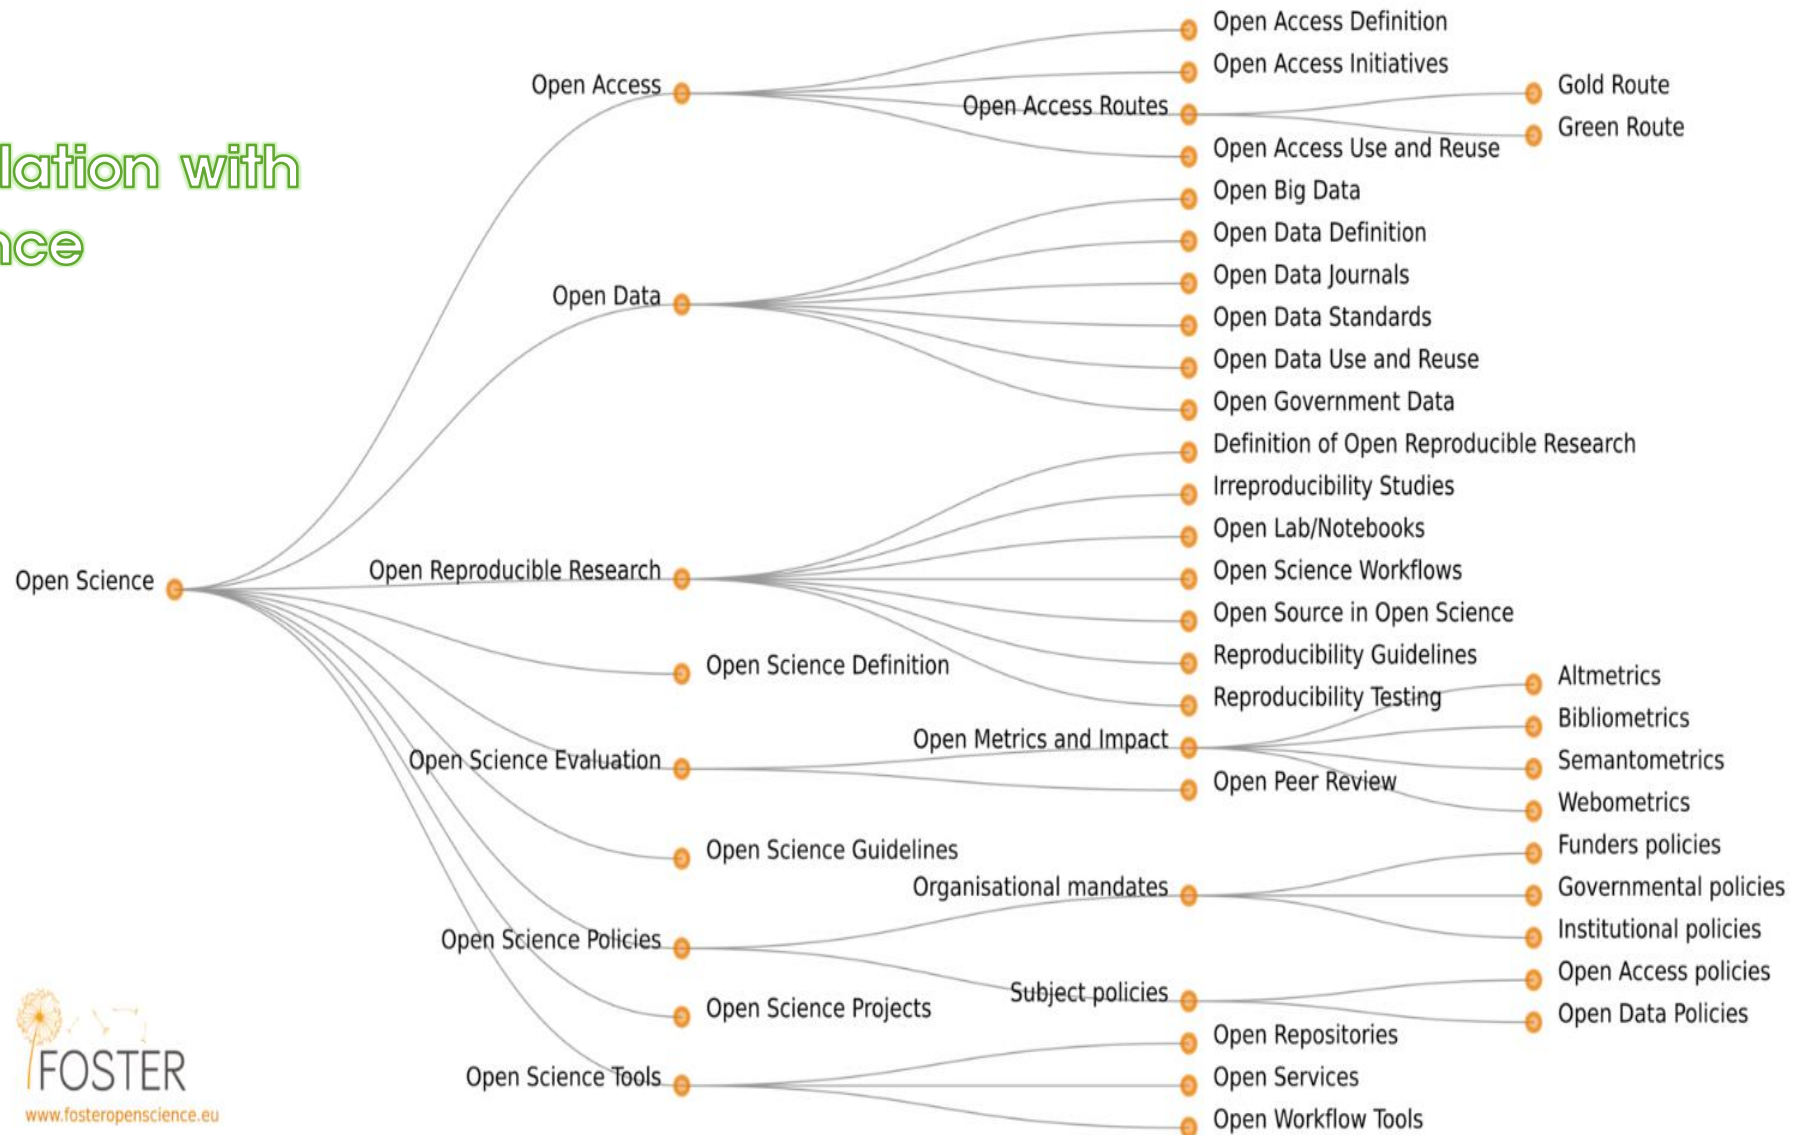 lation with
nce
Open Science
Open Access
Open Access Definition
Open Access Initiatives
Open Access Routes
Gold Route
Green Route
Open Access Use and Reuse
Open Data
Open Big Data
Open Data Definition
Open Data Journals
Open Data Standards
Open Data Use and Reuse
Open Government Data
Open Reproducible Research
Definition of Open Reproducible Research
Irreproducibility Studies
Open Lab/Notebooks
Open Science Workflows
Open Source in Open Science
Reproducibility Guidelines
Reproducibility Testing
Open Science Definition
Open Science Evaluation
Open Metrics and Impact
Altmetrics
Bibliometrics
Semantometrics
Webometrics
Open Peer Review
Open Science Guidelines
Open Science Policies
Organisational mandates
Funders policies
Governmental policies
Institutional policies
Subject policies
Open Access policies
Open Data Policies
Open Science Projects
Open Science Tools
Open Repositories
Open Services
Open Workflow Tools
FOSTER
www.fosteropenscience.eu